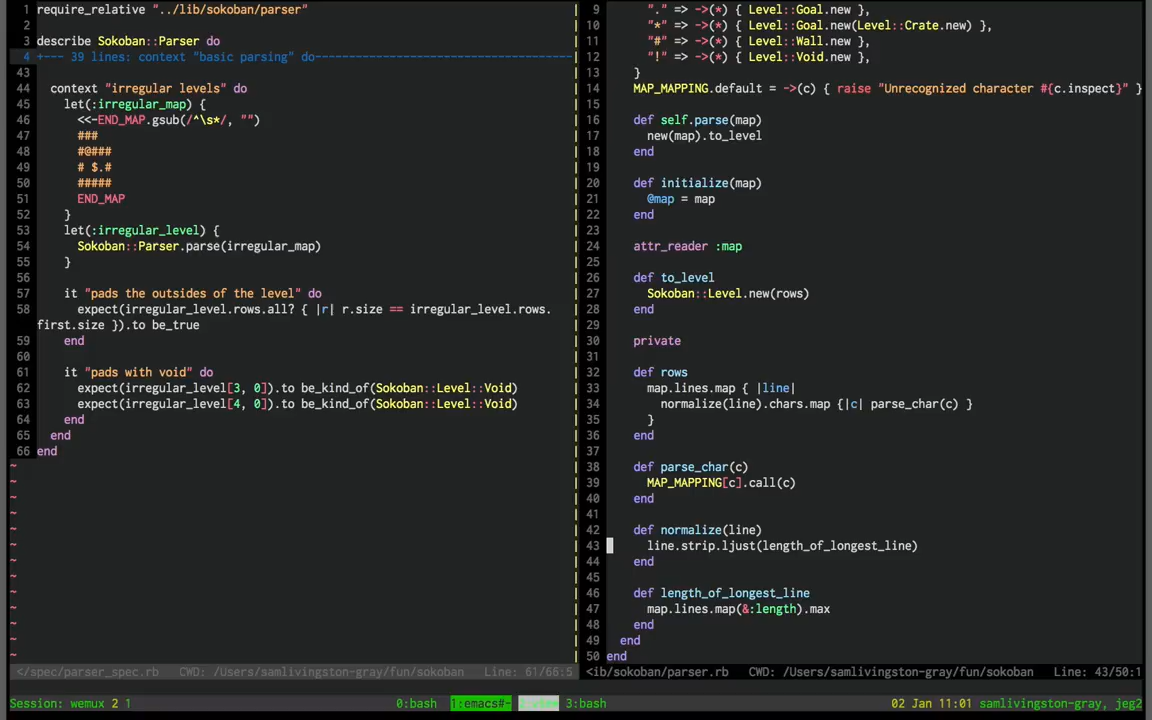 1 require_relative "../lib/sokoban/parser"
2
3 describe Sokoban::Parser do
4 +--- 39 lines: context "basic parsing" do------------------------------------------------
43
44   context "irregular levels" do
45     let(:irregular_map) {
46       <<-END_MAP.gsub(/^\s*/, "")
47       ###
48       #@###
49       # $.#
50       #####
51       END_MAP
52     }
53     let(:irregular_level) {
54       Sokoban::Parser.parse(irregular_map)
55     }
56
57     it "pads the outsides of the level" do
58       expect(irregular_level.rows.all? { |r| r.size == irregular_level.rows.
first.size }).to be_true
59     end
60
61     it "pads with void" do
62       expect(irregular_level[3, 0]).to be_kind_of(Sokoban::Level::Void)
63       expect(irregular_level[4, 0]).to be_kind_of(Sokoban::Level::Void)
64     end
65   end
66 end
~
~
~
~
~
~
~
~
~
~
~
~
~
</spec/parser_spec.rb   CWD: /Users/samlivingston-gray/fun/sokoban   Line: 61/66:5
9       "." => ->(*) { Level::Goal.new },
10       "*" => ->(*) { Level::Goal.new(Level::Crate.new) },
11       "#" => ->(*) { Level::Wall.new },
12       "!" => ->(*) { Level::Void.new },
13     }
14     MAP_MAPPING.default = ->(c) { raise "Unrecognized character #{c.inspect}" }
15
16     def self.parse(map)
17       new(map).to_level
18     end
19
20     def initialize(map)
21       @map = map
22     end
23
24     attr_reader :map
25
26     def to_level
27       Sokoban::Level.new(rows)
28     end
29
30     private
31
32     def rows
33       map.lines.map { |line|
34         normalize(line).chars.map {|c| parse_char(c) }
35       }
36     end
37
38     def parse_char(c)
39       MAP_MAPPING[c].call(c)
40     end
41
42     def normalize(line)
43       line.strip.ljust(length_of_longest_line)
44     end
45
46     def length_of_longest_line
47       map.lines.map(&:length).max
48     end
49   end
50 end
<ib/sokoban/parser.rb   CWD: /Users/samlivingston-gray/fun/sokoban   Line: 43/50:1
Session: wemux 2 1   0:bash   1:emacs#-   3:bash   02 Jan 11:01 samlivingston-gray, jeg2